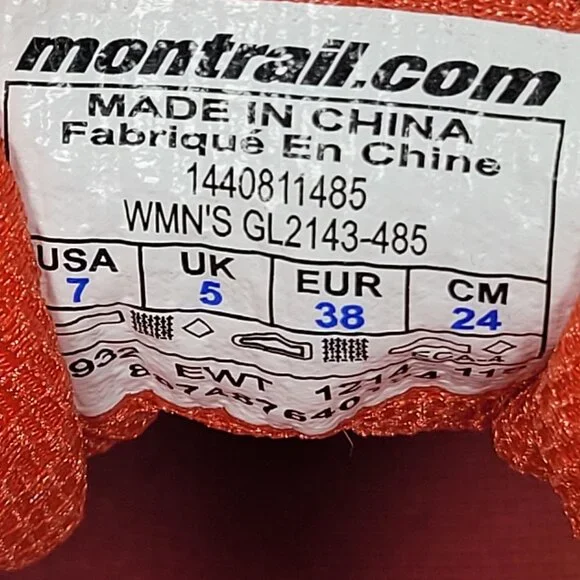 montrail.com
MADE IN CHINA
Fabriqué En Chine
1440811485
WMN'S GL2143-485
USA UK EUR CM
7 5 38 24
EWT